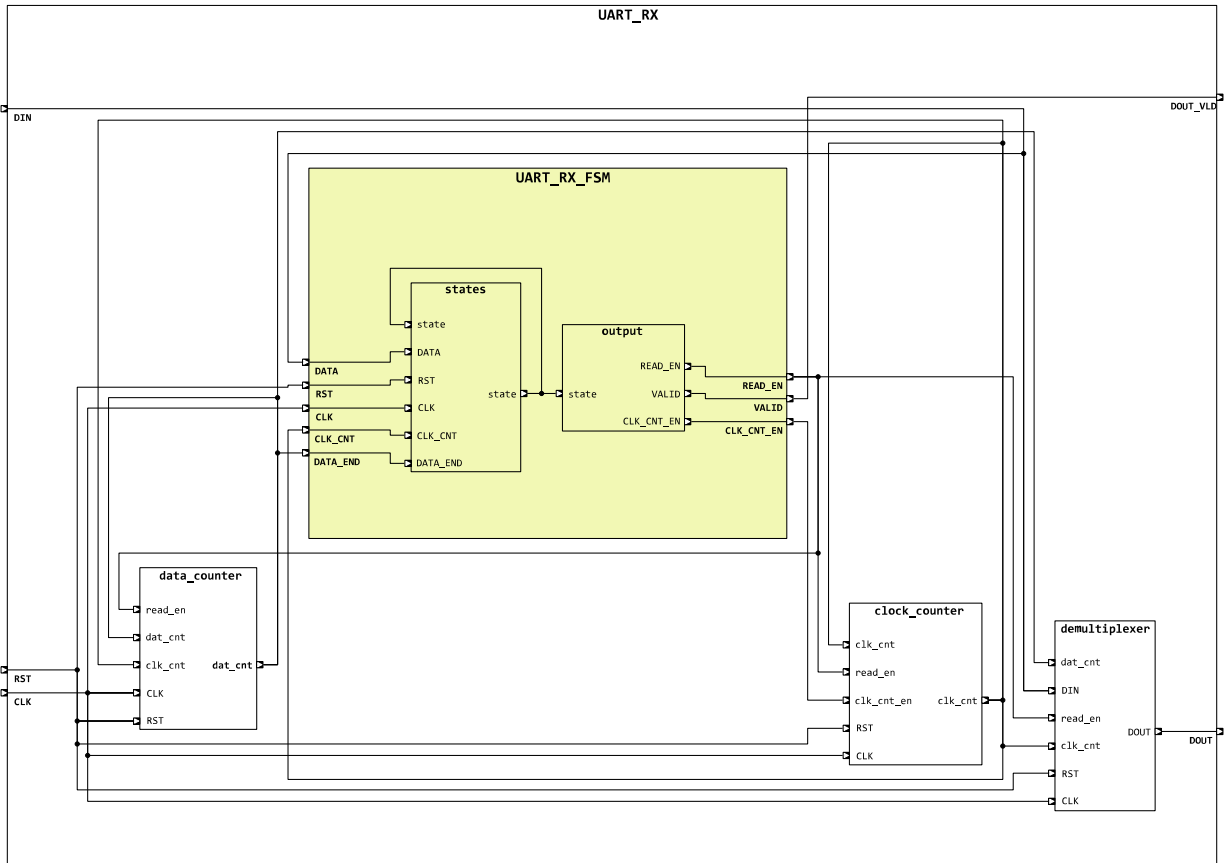 UART_RX
DIN
DOUT_VLD
UART_RX_FSM
states
state
DATA
RST
CLK
CLK_CNT
DATA_END
state
output
state
READ_EN
VALID
CLK_CNT_EN
DATA
RST
CLK
CLK_CNT
DATA_END
READ_EN
VALID
CLK_CNT_EN
data_counter
read_en
dat_cnt
clk_cnt
CLK
RST
dat_cnt
RST
CLK
clock_counter
clk_cnt
read_en
clk_cnt_en
RST
CLK
clk_cnt
demultiplexer
dat_cnt
DIN
read_en
clk_cnt
RST
CLK
DOUT
DOUT